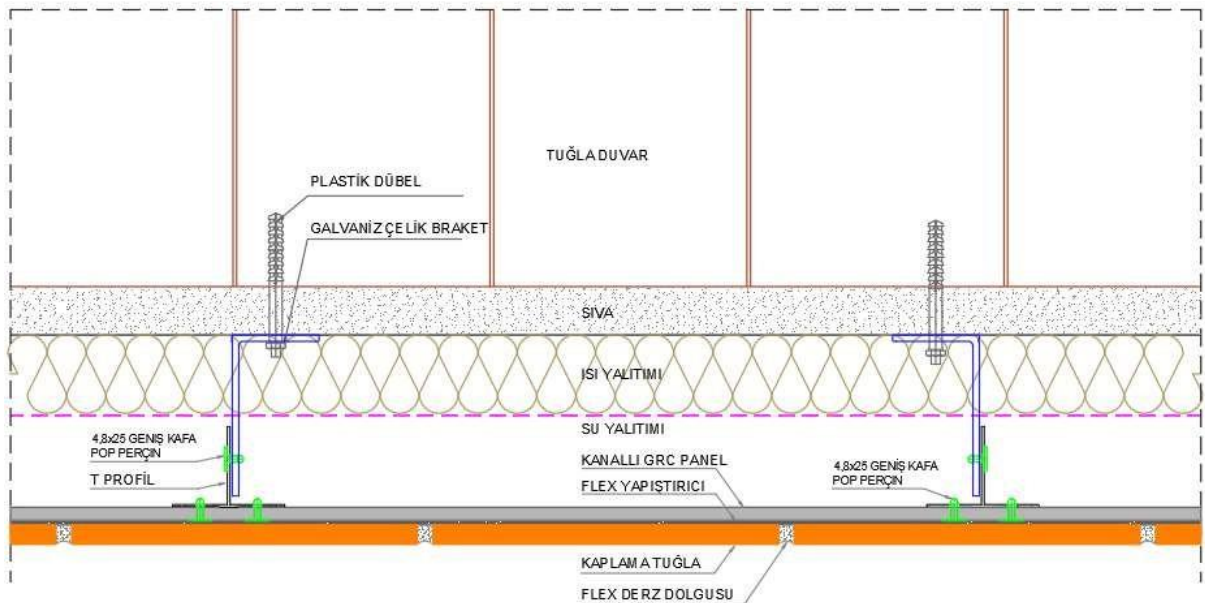 TUĞLA DUVAR
PLASTİK DÜBEL
GALVANİZ ÇELİK BRAKET
SIVA
ISI YALITIMI
SU YALITIMI
4,8x25 GENİŞ KAFA
POP PERÇİN
T PROFİL
KANALLI GRC PANEL
FLEX YAPIŞTIRICI
4,8x25 GENİŞ KAFA
POP PERÇİN
KAPLAMA TUĞLA
FLEX DERZ DOLGUSU